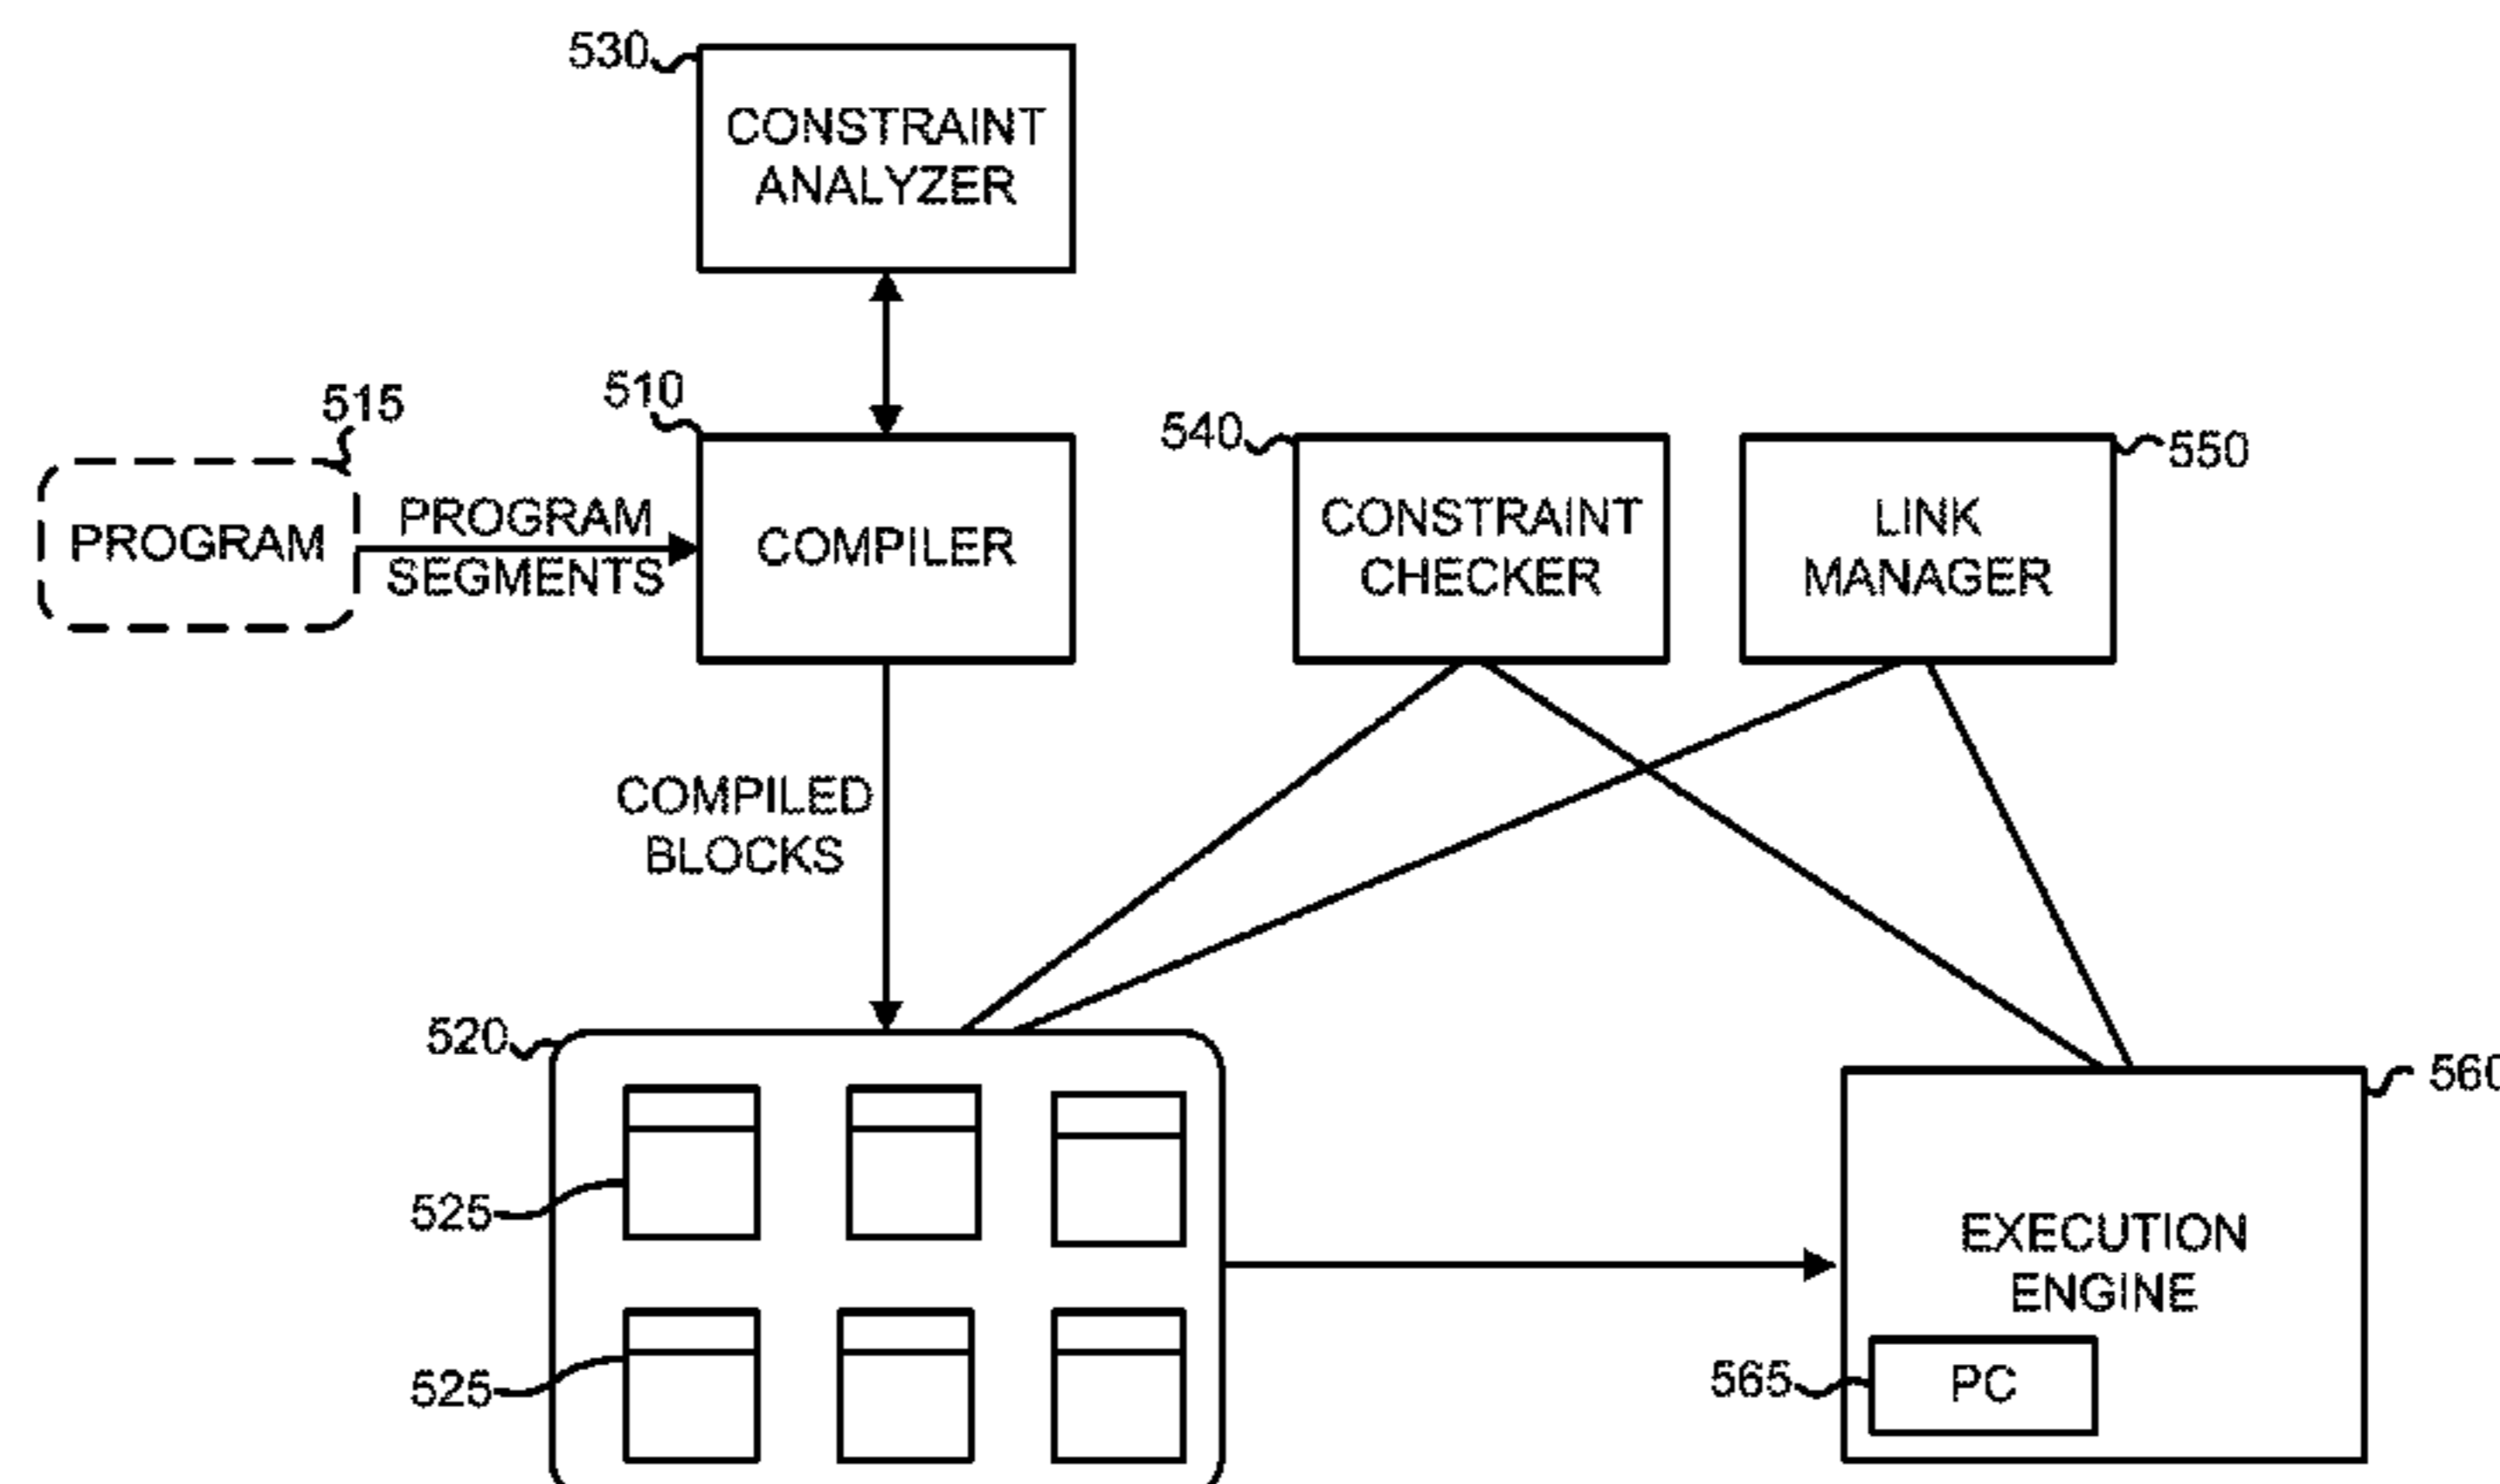 530
CONSTRAINT
ANALYZER
515
510
540
550
PROGRAM
PROGRAM
SEGMENTS
COMPILER
CONSTRAINT
CHECKER
LINK
MANAGER
COMPILED
BLOCKS
520
560
525
EXECUTION
ENGINE
525
565
PC